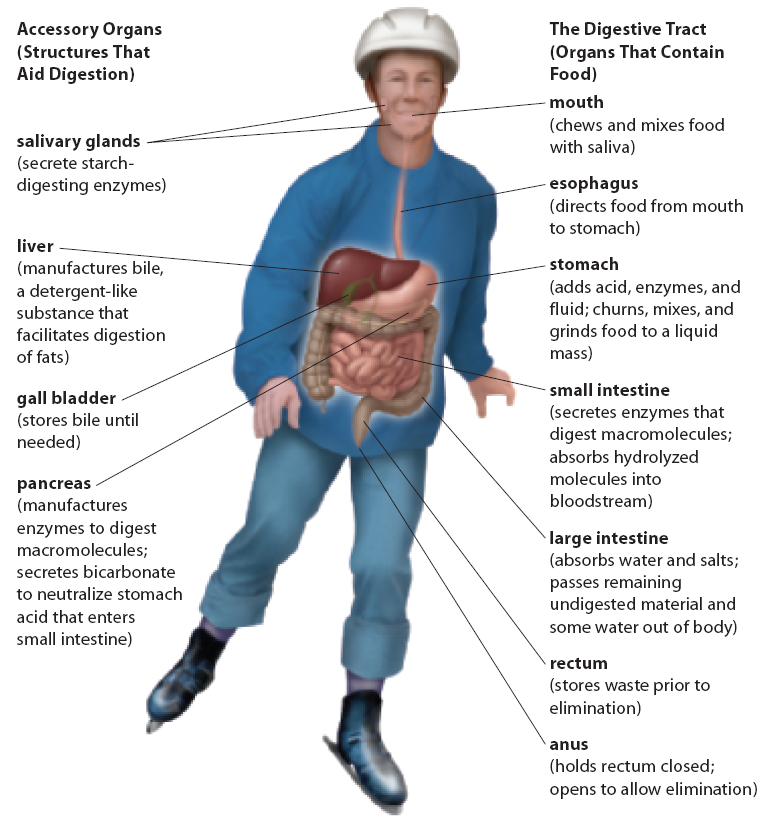 Accessory Organs
(Structures That
Aid Digestion)
salivary glands
(secrete starch-
digesting enzymes)
liver
(manufactures bile,
a detergent-like
substance that
facilitates digestion
of fats)
gall bladder
(stores bile until
needed)
pancreas
(manufactures
enzymes to digest
macromolecules;
secretes bicarbonate
to neutralize stomach
acid that enters
small intestine)
The Digestive Tract
(Organs That Contain
Food)
mouth
(chews and mixes food
with saliva)
esophagus
(directs food from mouth
to stomach)
stomach
(adds acid, enzymes, and
fluid; churns, mixes, and
grinds food to a liquid
mass)
small intestine
(secretes enzymes that
digest macromolecules;
absorbs hydrolyzed
molecules into
bloodstream)
large intestine
(absorbs water and salts;
passes remaining
undigested material and
some water out of body)
rectum
(stores waste prior to
elimination)
anus
(holds rectum closed;
opens to allow elimination)